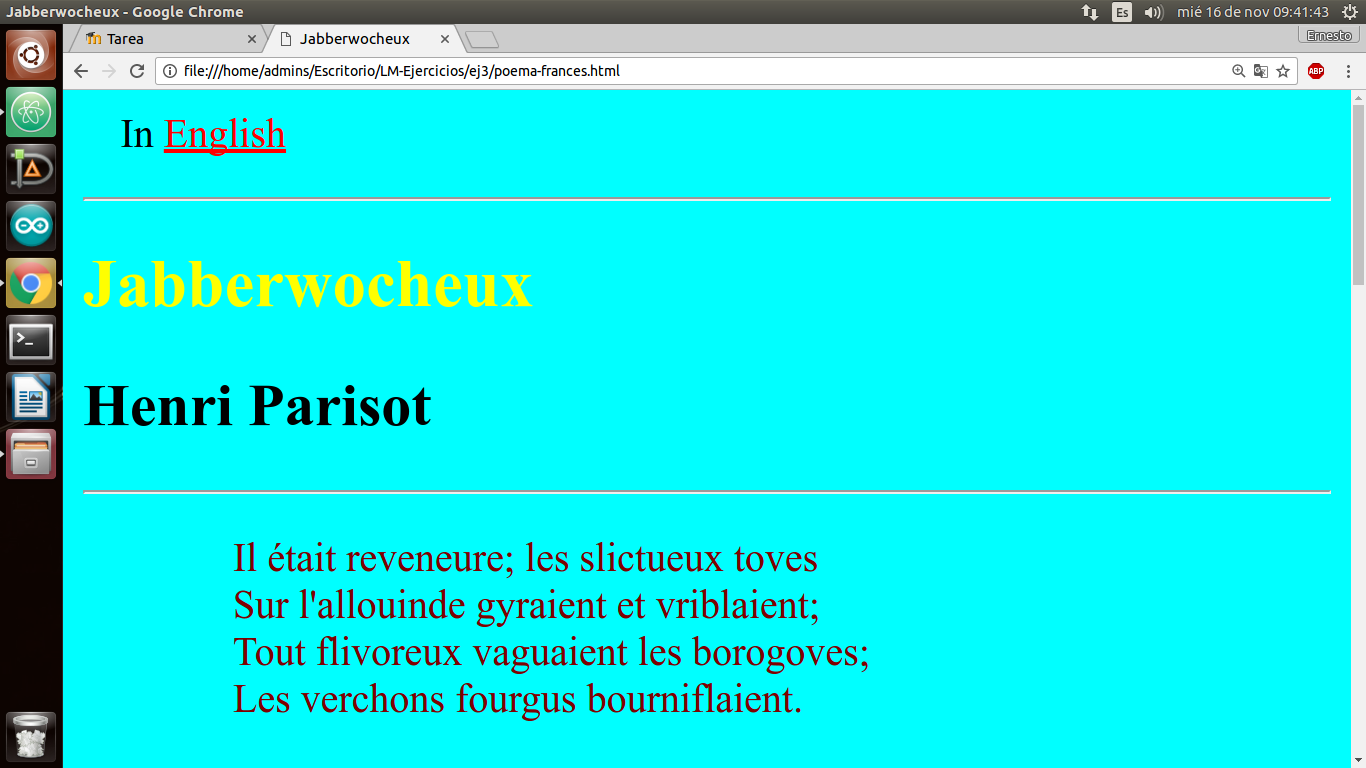 Jabberwocheux - Google Chrome
Es
mié 16 de nov 09:41:43
Tarea
Jabberwocheux
Ernesto
file:///home/admins/Escritorio/LM-Ejercicios/ej3/poema-frances.html
ABP
In English
Jabberwocheux
Henri Parisot
Il était reveneure; les slictueux toves
Sur l'allouinde gyraient et vriblaient;
Tout flivoreux vaguaient les borogoves;
Les verchons fourgus bourniflaient.